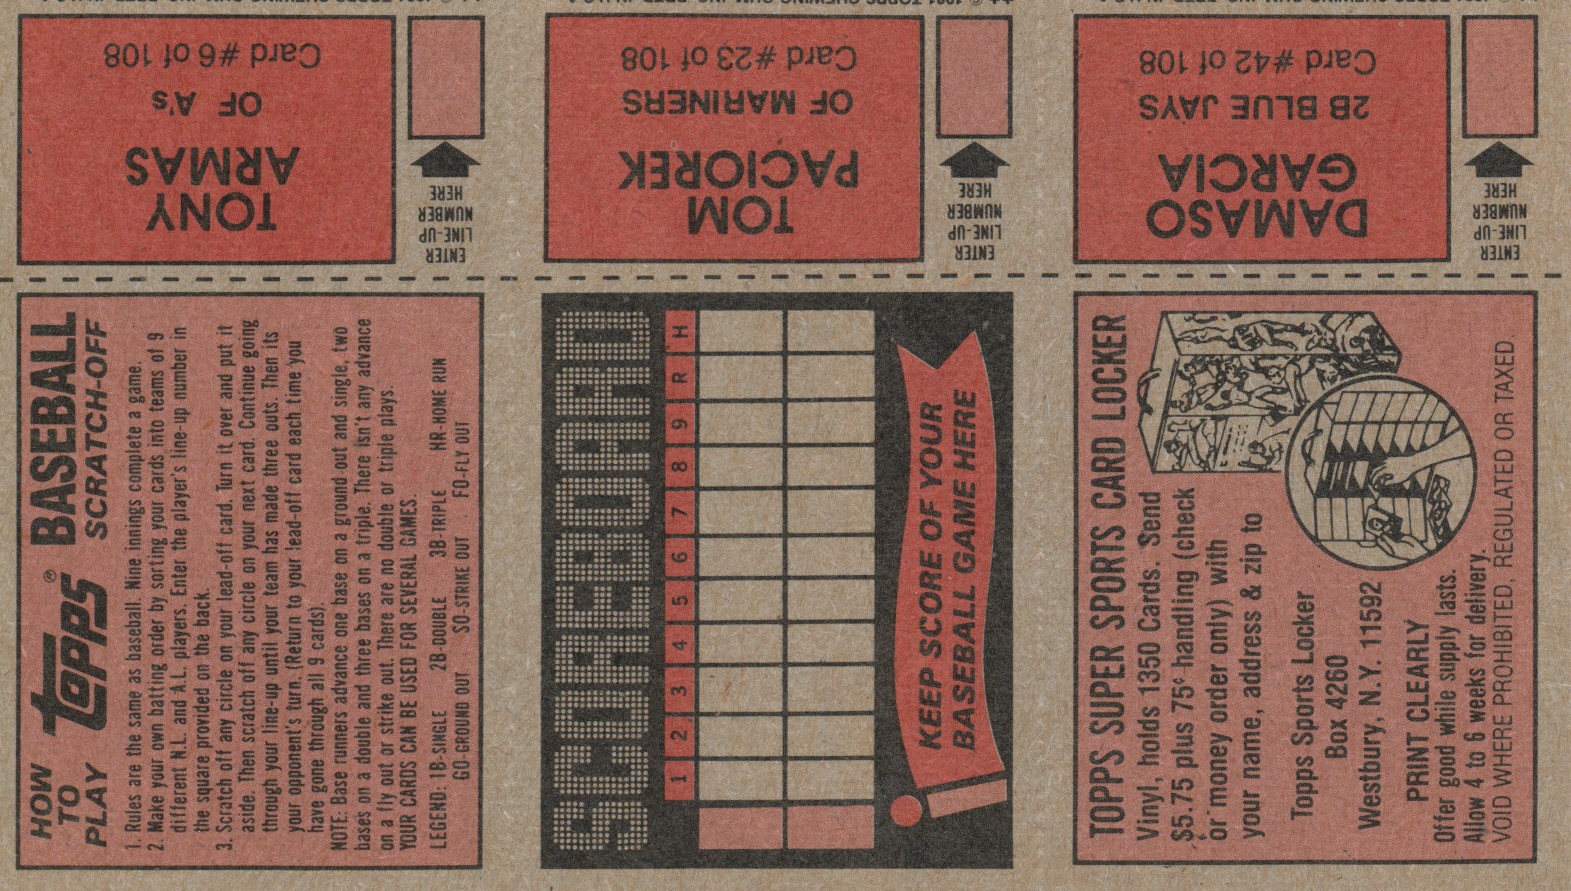 TONY
ARMAS
OF A's
Card #6 of 108
ENTER
LINE-UP
NUMBER
HERE
TOM
PACIOREK
OF MARINERS
Card #23 of 108
ENTER
LINE-UP
NUMBER
HERE
DAMASO
GARCIA
2B BLUE JAYS
Card #42 of 108
ENTER
LINE-UP
NUMBER
HERE
HOW
TO
PLAY
TOPPS® BASEBALL
SCRATCH-OFF
1. Rules are the same as baseball. Nine innings complete a game.
2. Make your own batting order by sorting your cards into teams of 9
different N.L. and A.L. players. Enter the player's line-up number in
the square provided on the back.
3. Scratch off any circle on your lead-off card. Turn it over and put it
aside. Then scratch off any circle on your next card. Continue going
through your line-up until your team has made three outs. Then its
your opponent's turn. (Return to your lead-off card each time you
have gone through all 9 cards).
NOTE: Base runners advance one base on a ground out and single, two
bases on a double and three bases on a triple. There isn't any advance
on a fly out or strike out. There are no double or triple plays.
YOUR CARDS CAN BE USED FOR SEVERAL GAMES.
LEGEND: 1B-SINGLE 2B-DOUBLE 3B-TRIPLE HR-HOME RUN
GO-GROUND OUT SO-STRIKE OUT FO-FLY OUT
SCOREBOARD
1 2 3 4 5 6 7 8 9 R H
KEEP SCORE OF YOUR
BASEBALL GAME HERE
TOPPS SUPER SPORTS CARD LOCKER
Vinyl, holds 1350 Cards. Send
$5.75 plus 75¢ handling (check
or money order only) with
your name, address & zip to
Topps Sports Locker
Box 4260
Westbury, N.Y. 11592
PRINT CLEARLY
Offer good while supply lasts.
Allow 4 to 6 weeks for delivery.
VOID WHERE PROHIBITED, REGULATED OR TAXED.